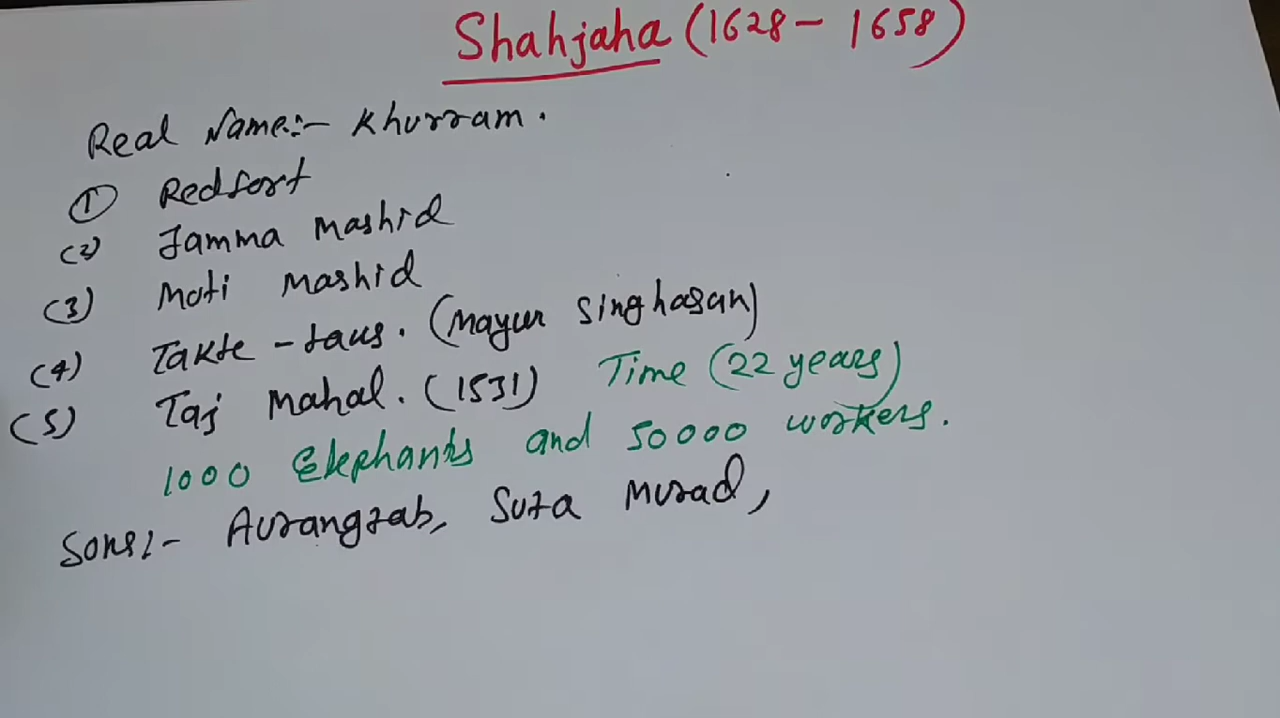 Shahjaha (1628 - 1658)
Real Name:- Khurram.
(1) Redfort
(2) Jamma Mashid
(3) Moti Mashid
(4) Takte - taus. (Mayur Singhasan)
(5) Taj Mahal. (1531) Time (22 years)
1000 Elephants and 50000 workers.
Sons:- Aurangzab, Suza Murad,